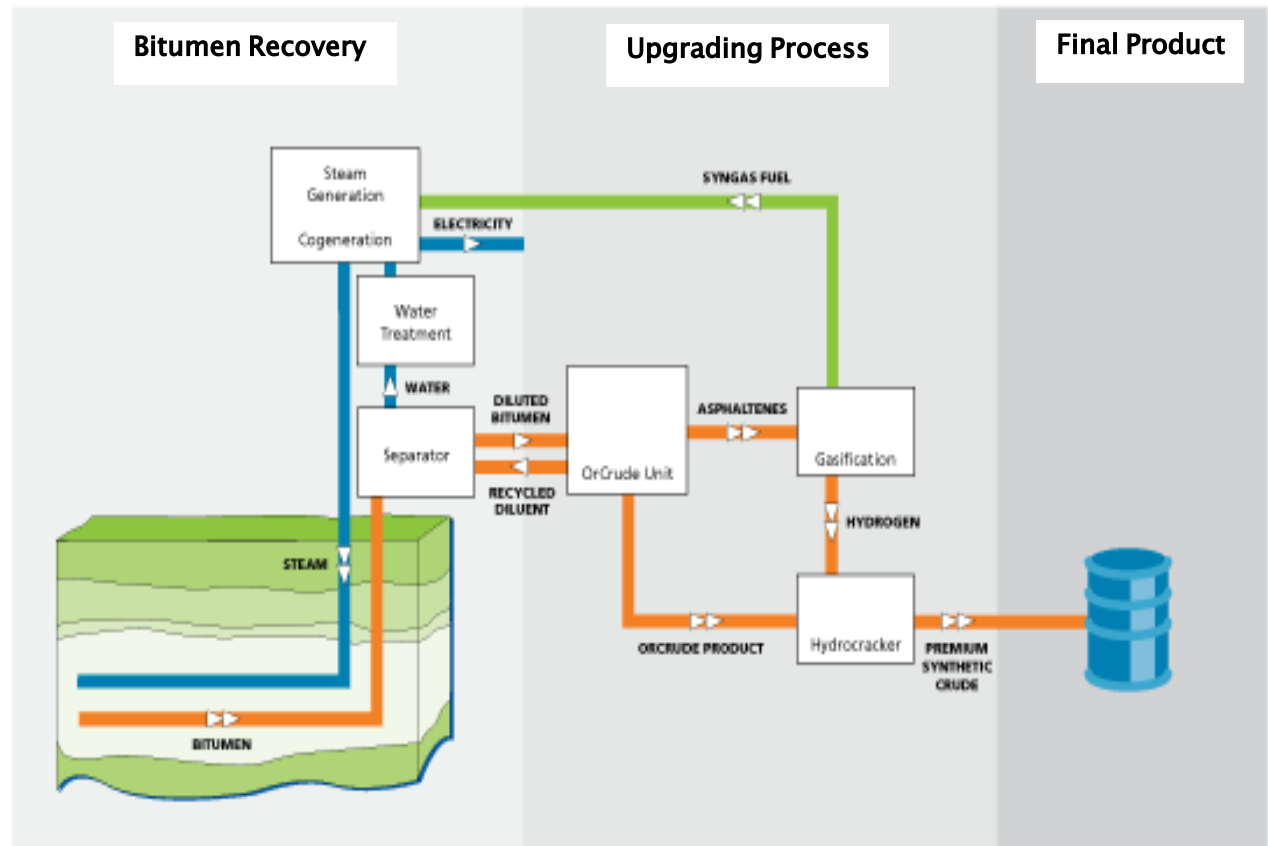 Bitumen Recovery
Upgrading Process
Final Product
Steam
Generation
Cogeneration
SYNGAS FUEL
ELECTRICITY
Water
Treatment
WATER
Separator
DILUTED
BITUMEN
RECYCLED
DILUENT
OrCrude Unit
ASPHALTENES
Gasification
HYDROGEN
STEAM
BITUMEN
ORCRUDE PRODUCT
Hydrocracker
PREMIUM
SYNTHETIC
CRUDE